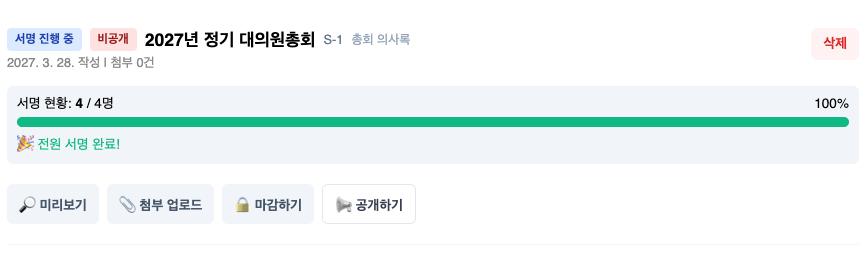 서명 진행 중 비공개 2027년 정기 대의원총회 S-1 총회 의사록 삭제
2027. 3. 28. 작성 | 첨부 0건
서명 현황: 4 / 4명 100%
🎉 전원 서명 완료!
🔎 미리보기 📎 첨부 업로드 🔒 마감하기 📢 공개하기